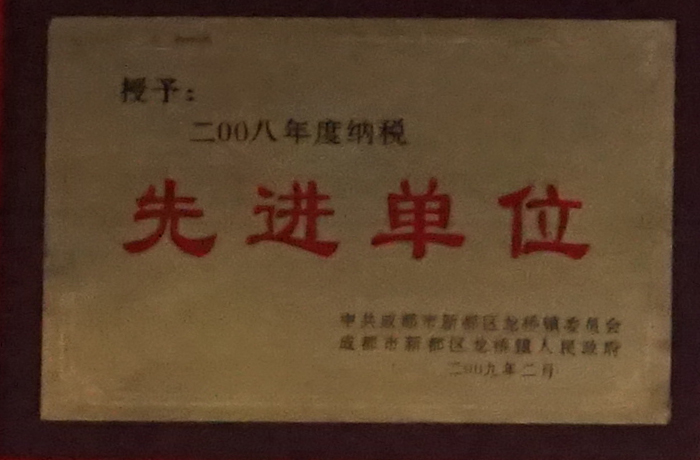 授予：
二00八年度纳税
先进单位
中共成都市新都区龙桥镇委员会
成都市新都区龙桥镇人民政府
二00九年二月